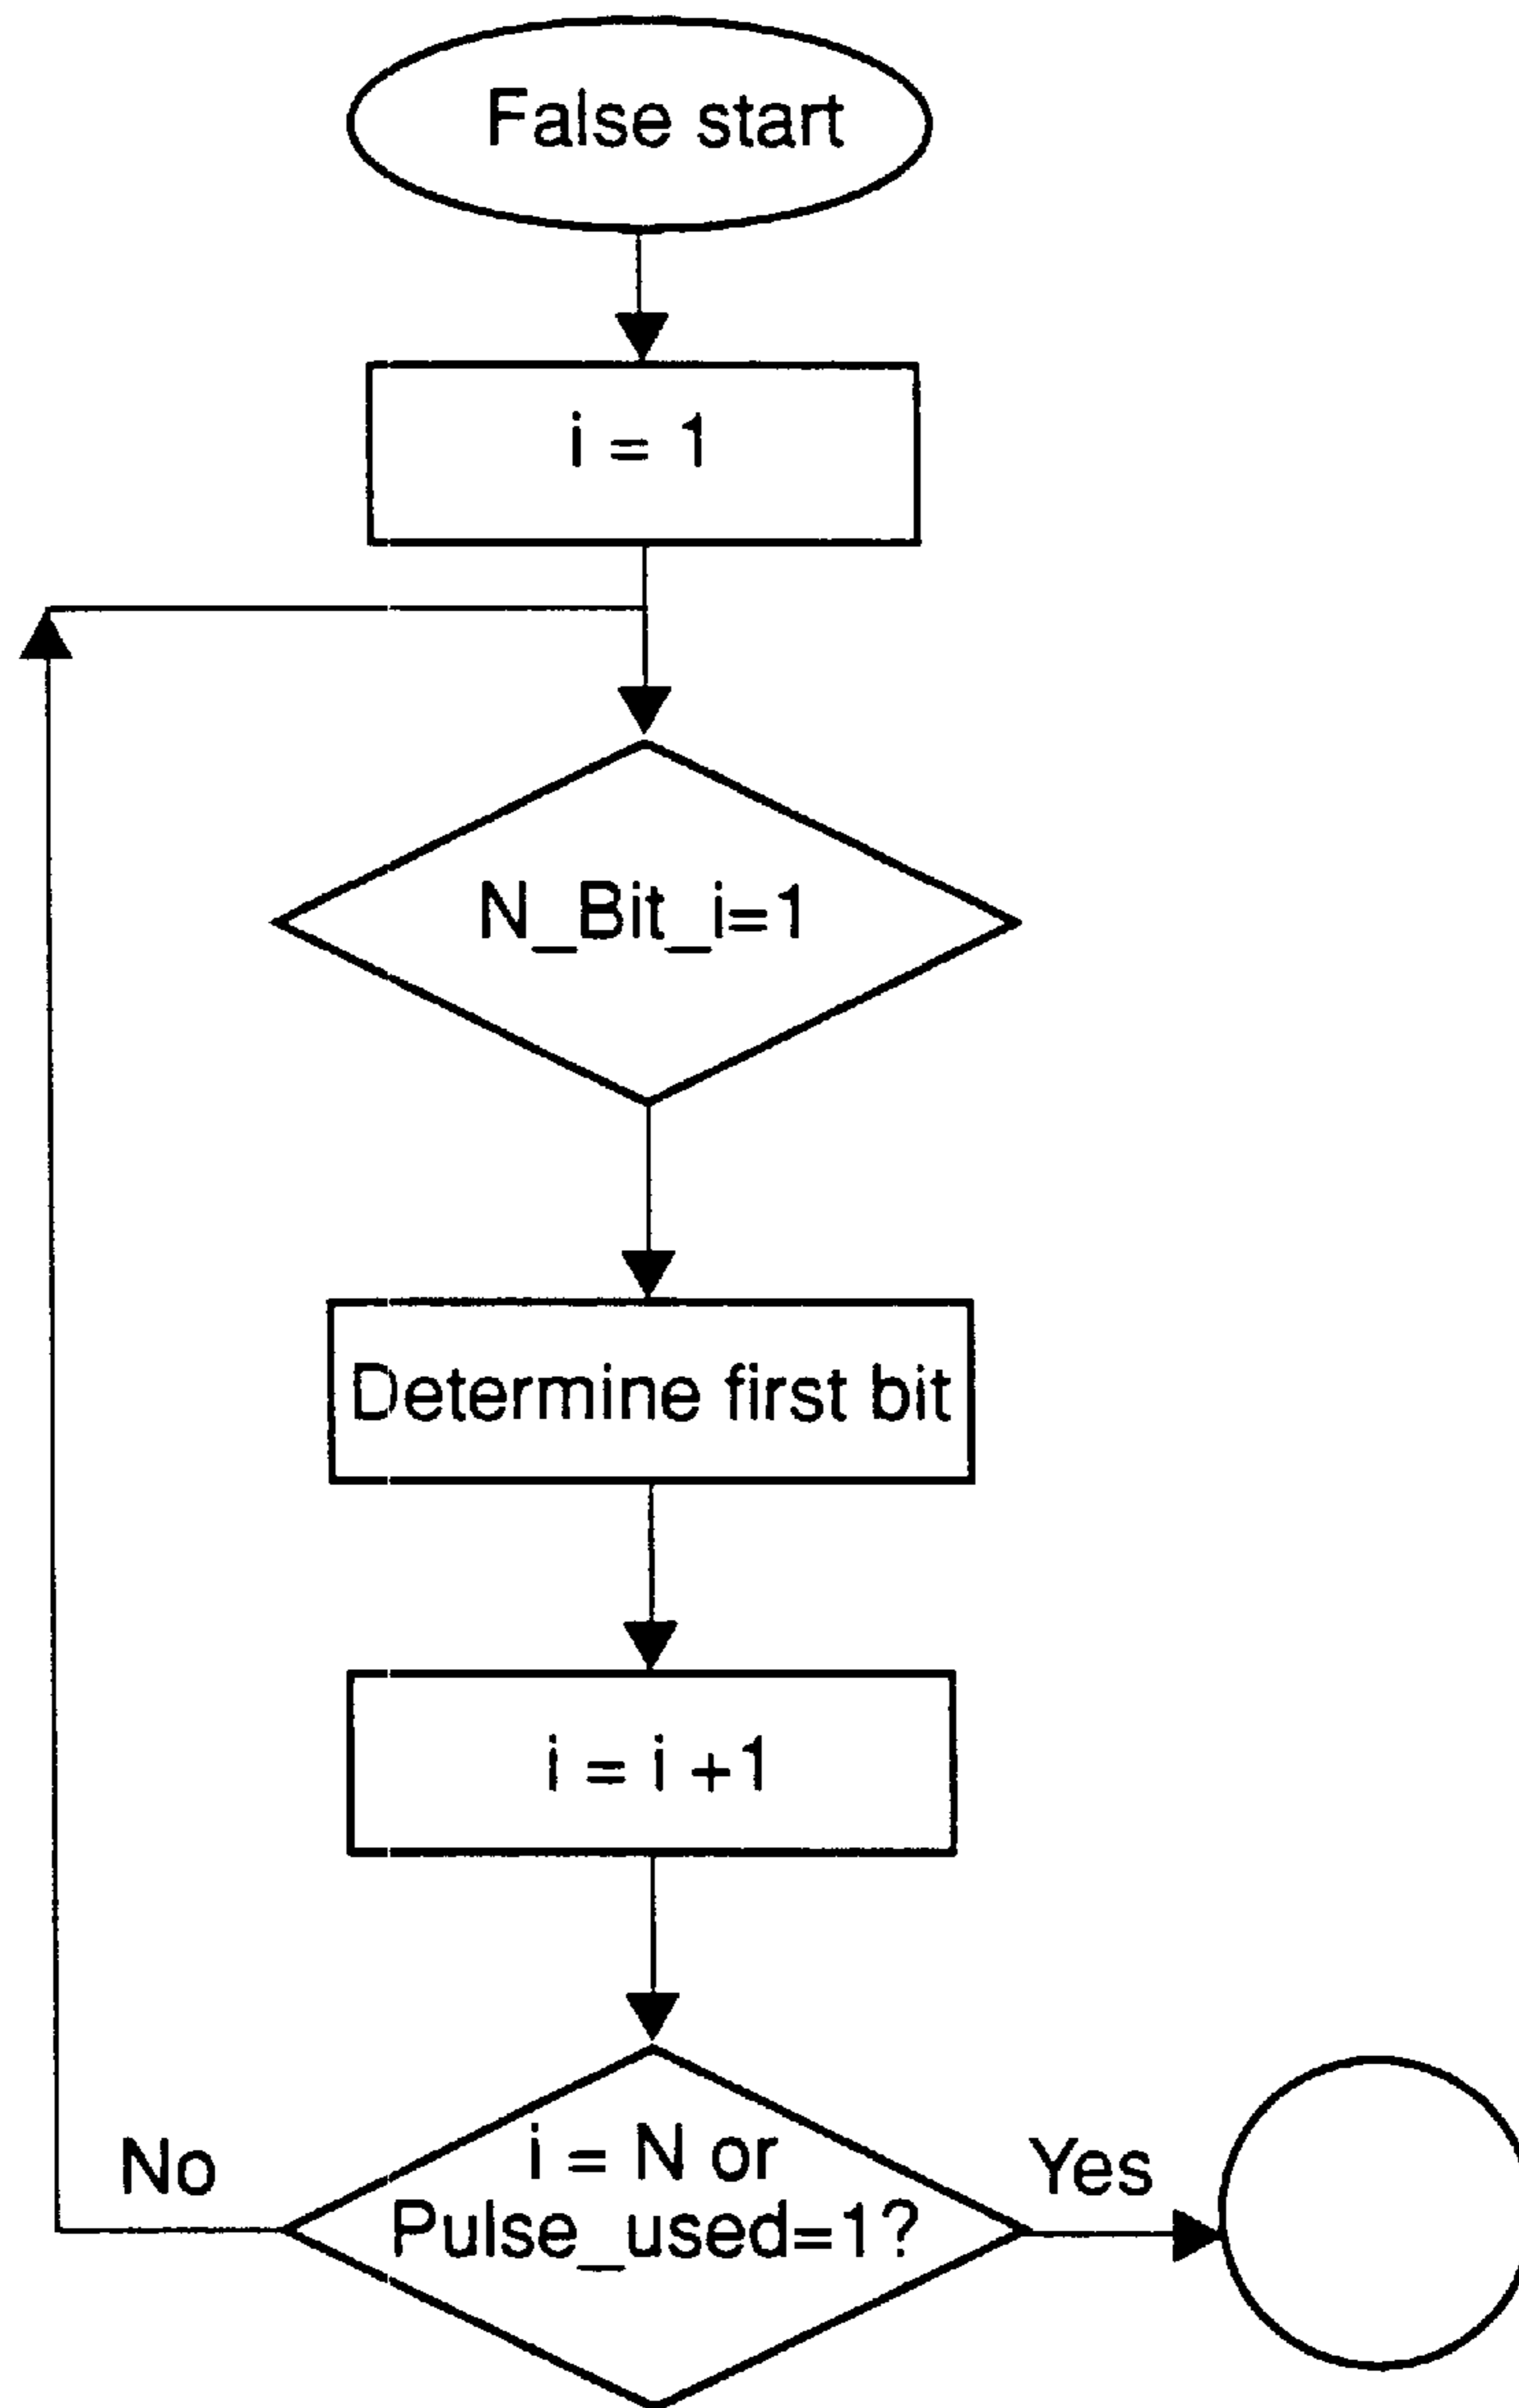 False start
i = 1
N_Bit_i=1
Determine first bit
i = i +1
i = N or
Pulse_used=1?
No
Yes